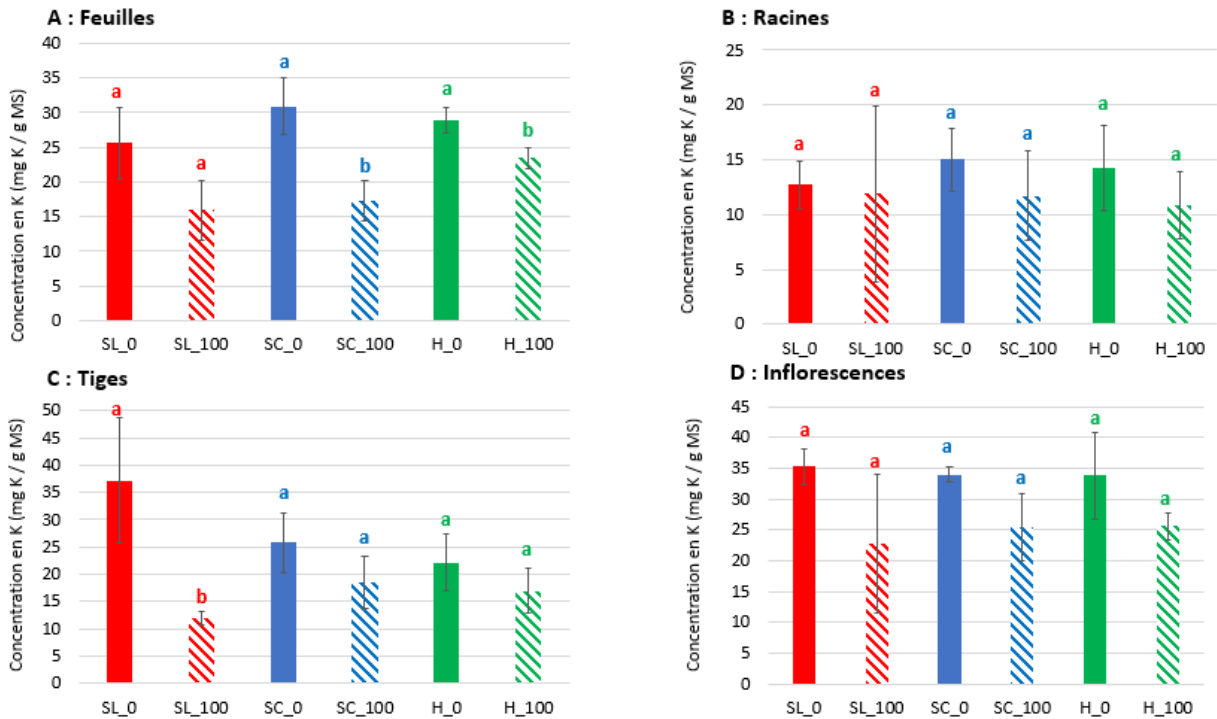 A : Feuilles
Concentration en K (mg K / g MS)
40
35
30
25
20
15
10
5
0
a
a
a
b
a
b
SL_0 SL_100 SC_0 SC_100 H_0 H_100
B : Racines
Concentration en K (mg K / g MS)
25
20
15
10
5
0
a
a
a
a
a
a
SL_0 SL_100 SC_0 SC_100 H_0 H_100
C : Tiges
Concentration en K (mg K / g MS)
50
45
40
35
30
25
20
15
10
5
0
a
b
a
a
a
a
SL_0 SL_100 SC_0 SC_100 H_0 H_100
D : Inflorescences
Concentration en K (mg K / g MS)
45
40
35
30
25
20
15
10
5
0
a
a
a
a
a
a
SL_0 SL_100 SC_0 SC_100 H_0 H_100